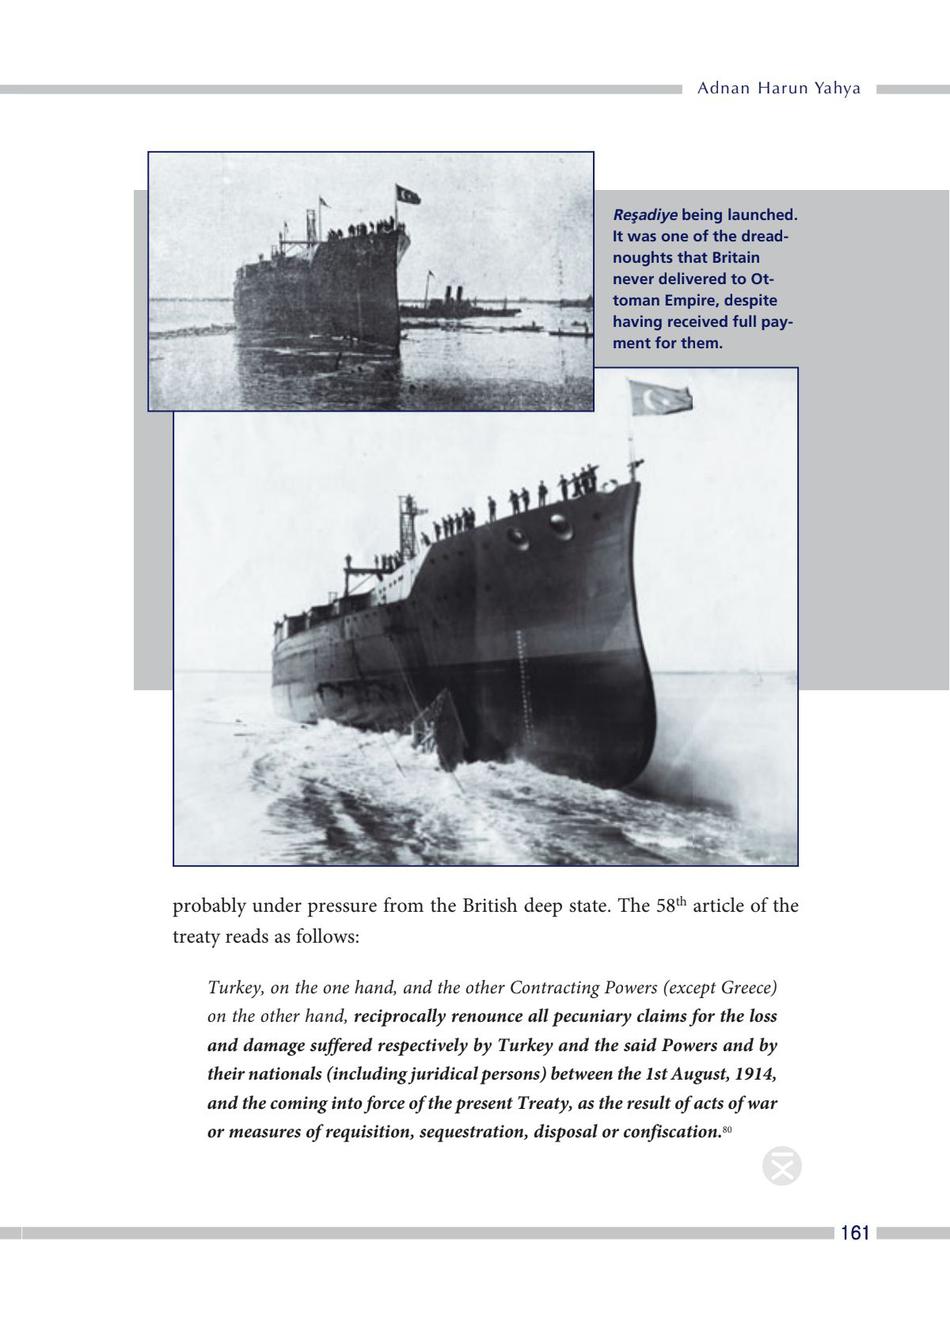 Adnan Harun Yahya
Reşadiye being launched.
It was one of the dread-
noughts that Britain
never delivered to Ot-
toman Empire, despite
having received full pay-
ment for them.
probably under pressure from the British deep state. The 58th article of the
treaty reads as follows:
Turkey, on the one hand, and the other Contracting Powers (except Greece)
on the other hand, reciprocally renounce all pecuniary claims for the loss
and damage suffered respectively by Turkey and the said Powers and by
their nationals (including juridical persons) between the 1st August, 1914,
and the coming into force of the present Treaty, as the result of acts of war
or measures of requisition, sequestration, disposal or confiscation.80
161